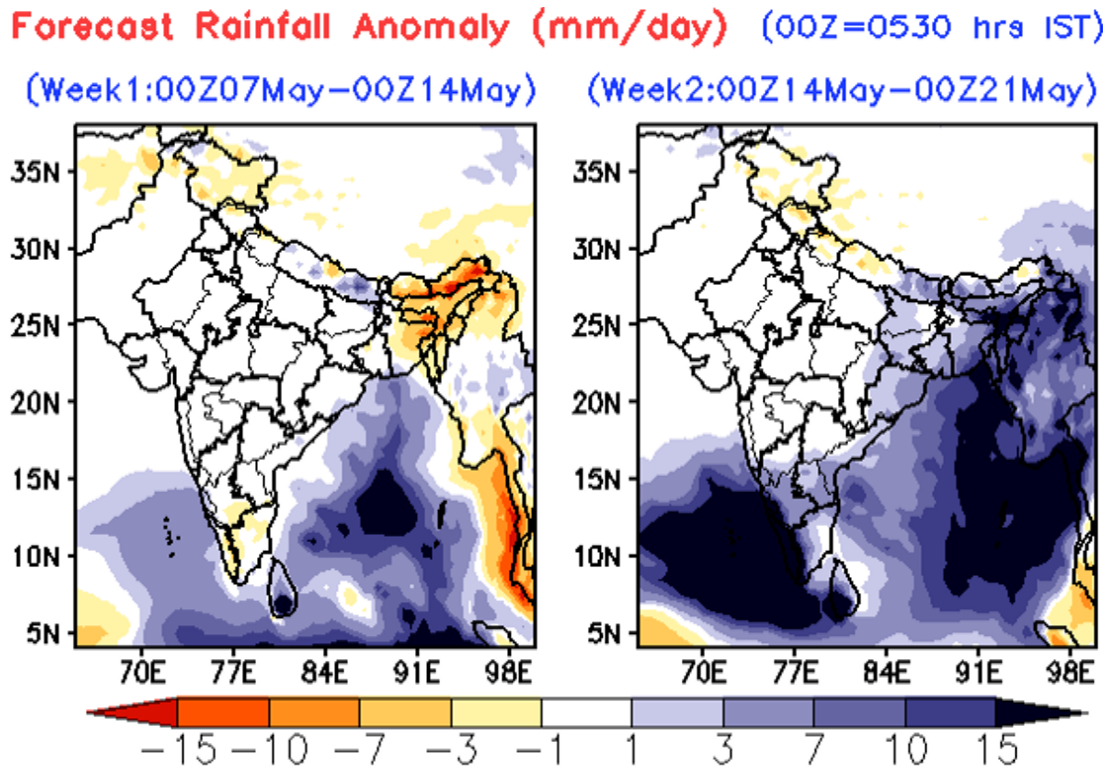 Forecast Rainfall Anomaly (mm/day) (00Z=0530 hrs IST)
(Week1:00Z07May−00Z14May) (Week2:00Z14May−00Z21May)
35N 35N
30N 30N
25N 25N
20N 20N
15N 15N
10N 10N
5N 5N
70E 77E 84E 91E 98E 70E 77E 84E 91E 98E
−15 −10 −7 −3 −1 1 3 7 10 15